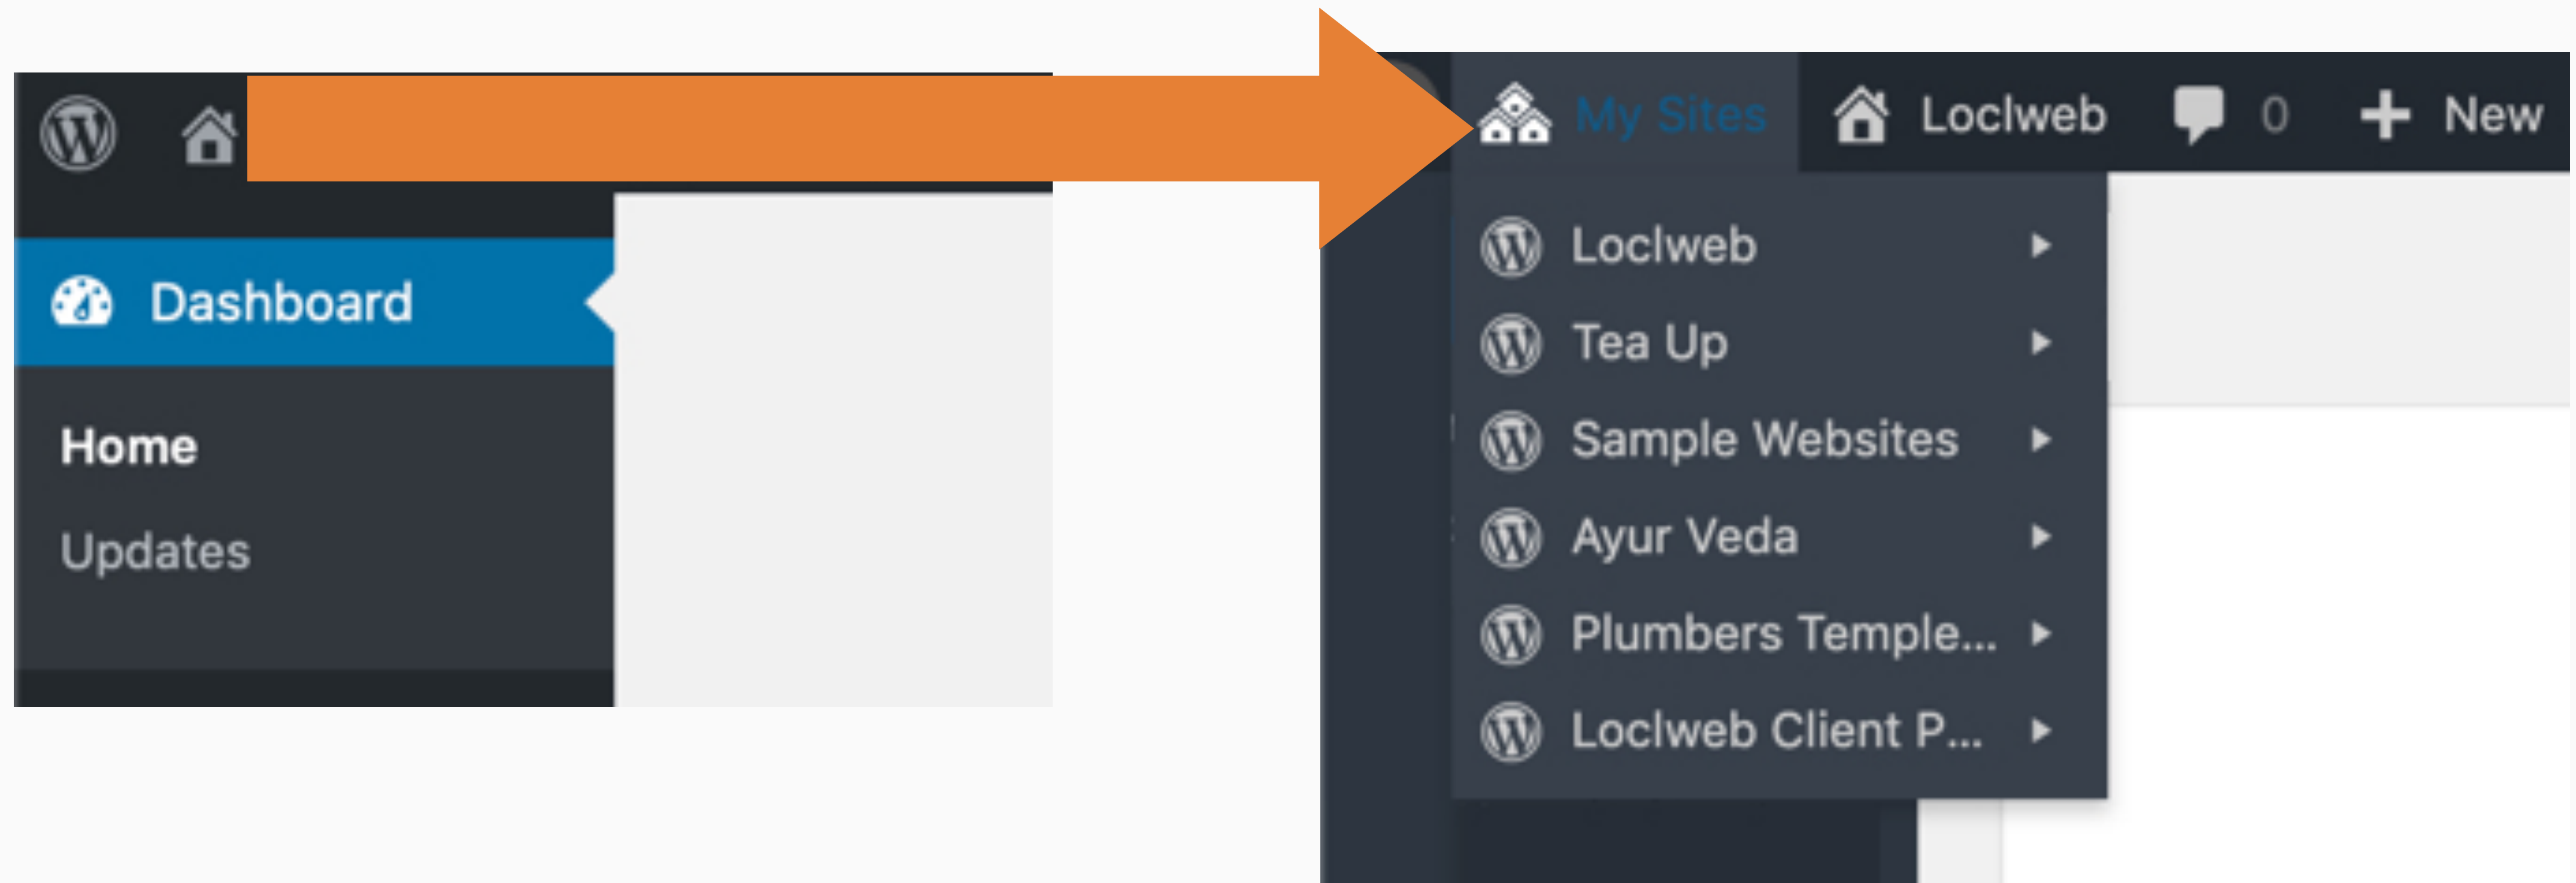 Dashboard
Home
Updates
My Sites Loclweb 0 + New
Loclweb
Tea Up
Sample Websites
Ayur Veda
Plumbers Temple...
Loclweb Client P...